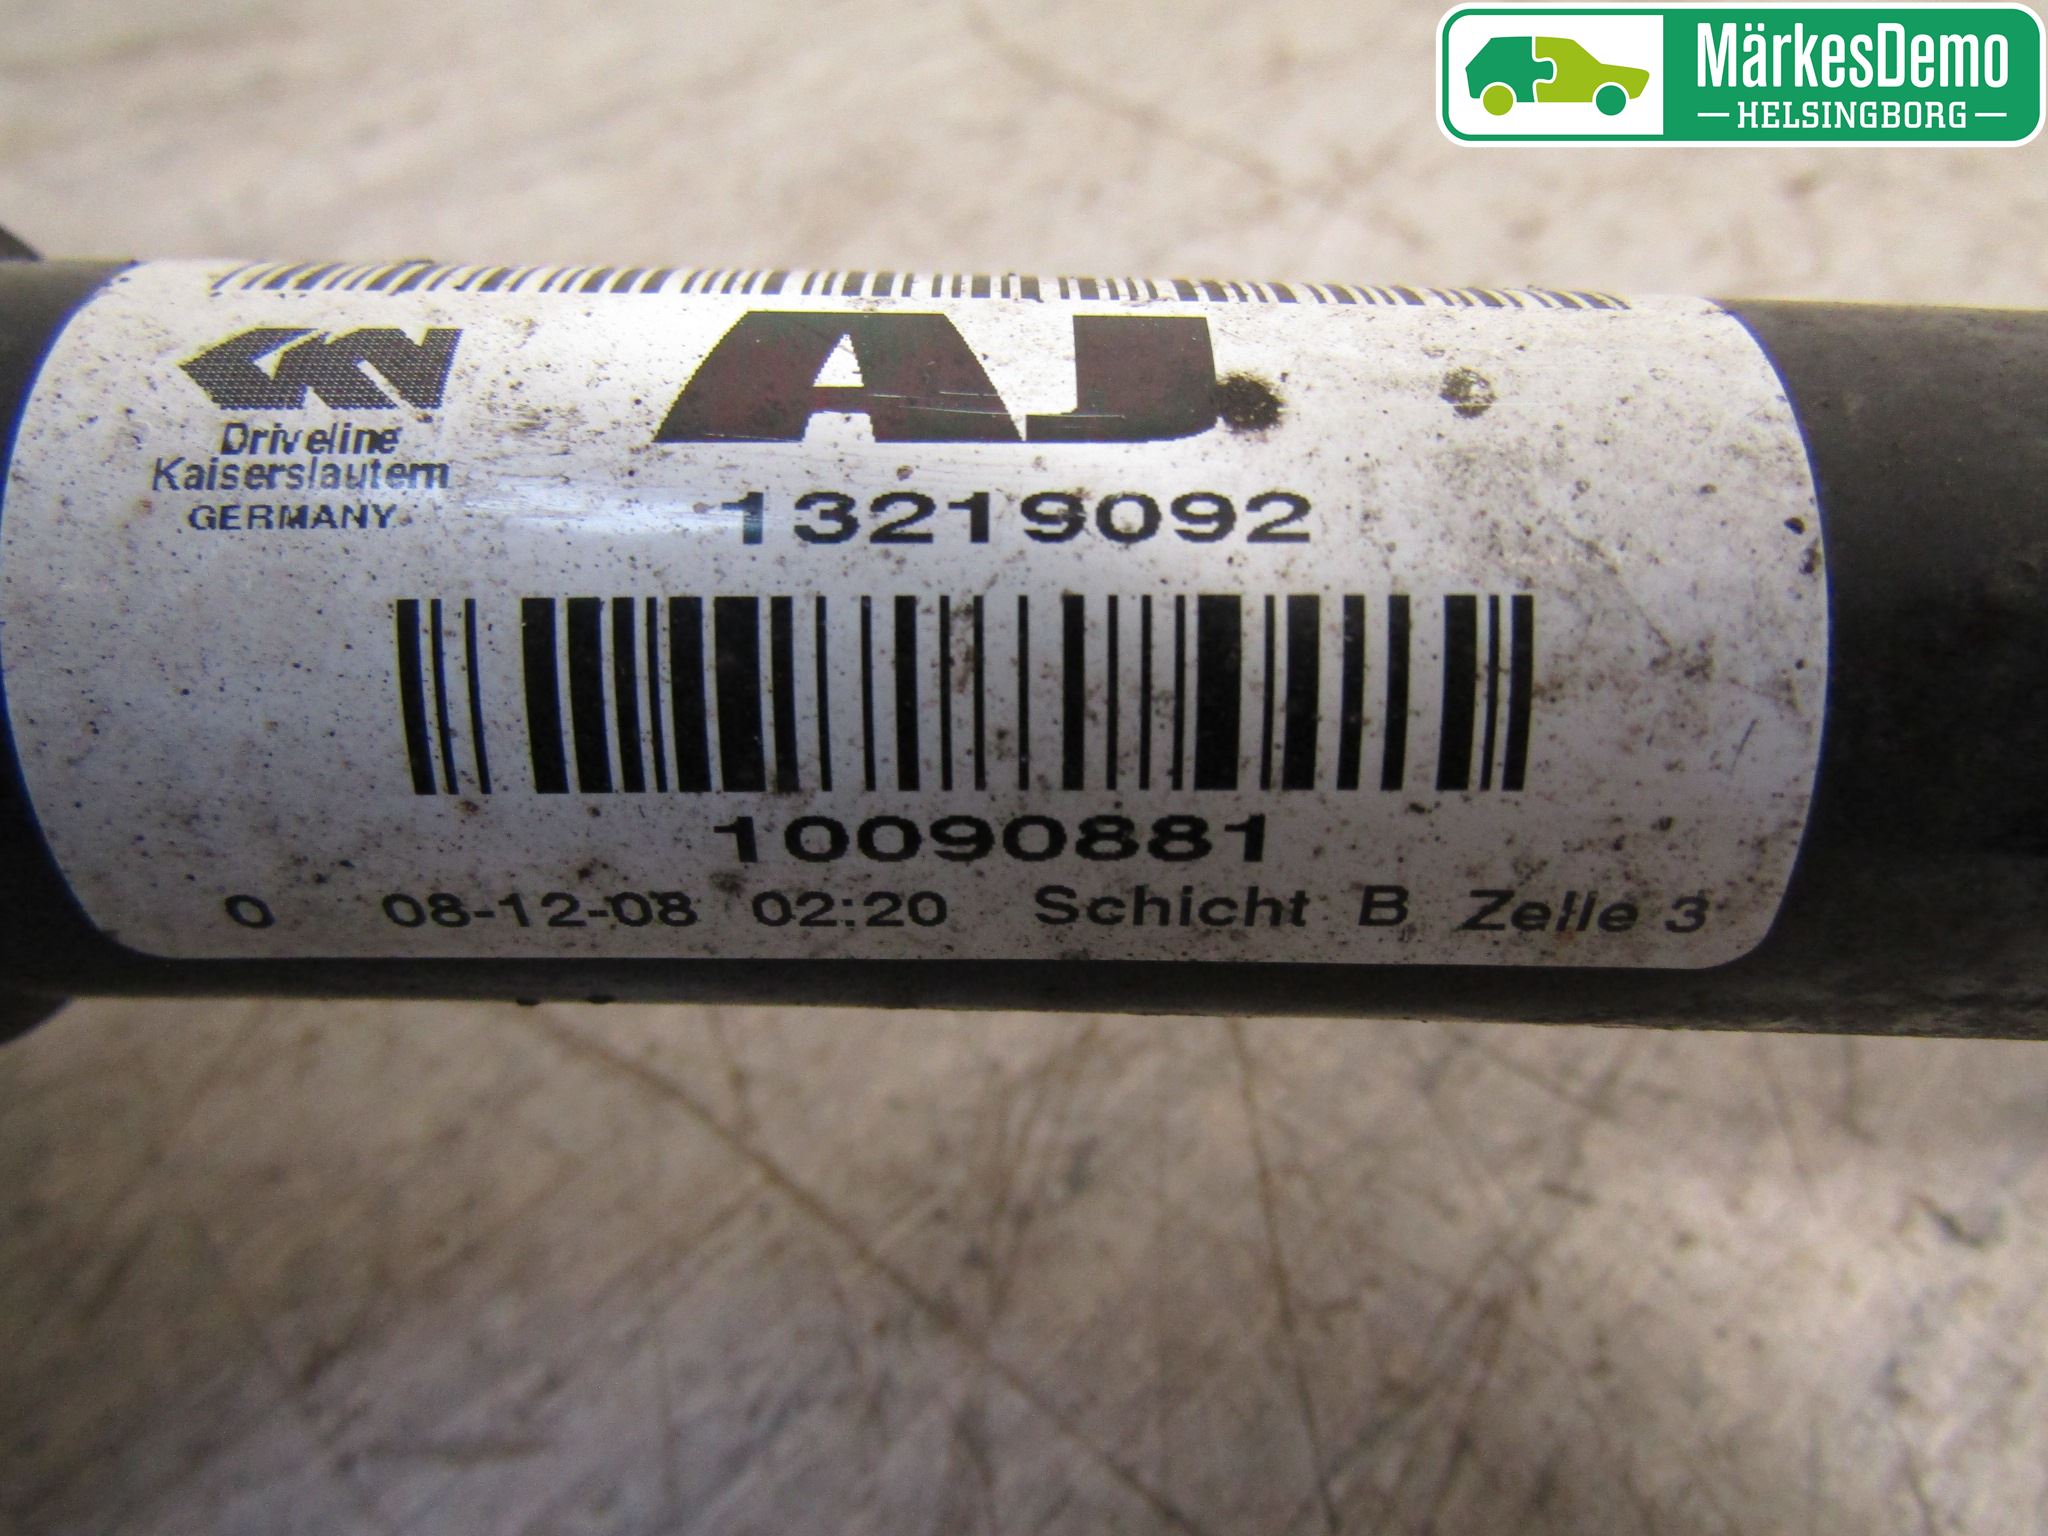 MärkesDemo
HELSINGBORG
GKN
Driveline
Kaiserslautern
GERMANY
AJ
13219092
10090881
0 08-12-08 02:20 Schicht B Zelle 3